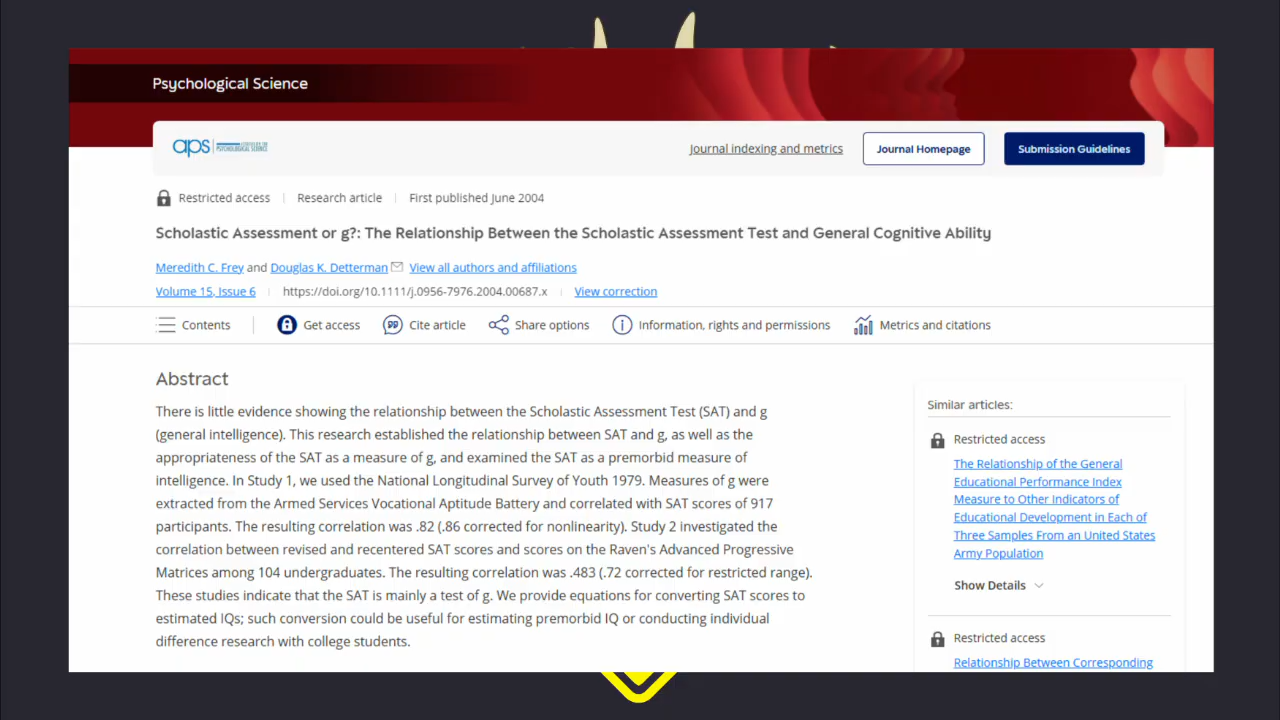 Psychological Science
aps
Journal indexing and metrics
Journal Homepage
Submission Guidelines
Restricted access
Research article
First published June 2004
Scholastic Assessment or g?: The Relationship Between the Scholastic Assessment Test and General Cognitive Ability
Meredith C. Frey and Douglas K. Detterman View all authors and affiliations
Volume 15, Issue 6
https://doi.org/10.1111/j.0956-7976.2004.00687.x
View correction
Contents
Get access
Cite article
Share options
Information, rights and permissions
Metrics and citations
Abstract
There is little evidence showing the relationship between the Scholastic Assessment Test (SAT) and g
(general intelligence). This research established the relationship between SAT and g, as well as the
appropriateness of the SAT as a measure of g, and examined the SAT as a premorbid measure of
intelligence. In Study 1, we used the National Longitudinal Survey of Youth 1979. Measures of g were
extracted from the Armed Services Vocational Aptitude Battery and correlated with SAT scores of 917
participants. The resulting correlation was .82 (.86 corrected for nonlinearity). Study 2 investigated the
correlation between revised and recentered SAT scores and scores on the Raven's Advanced Progressive
Matrices among 104 undergraduates. The resulting correlation was .483 (.72 corrected for restricted range).
These studies indicate that the SAT is mainly a test of g. We provide equations for converting SAT scores to
estimated IQs; such conversion could be useful for estimating premorbid IQ or conducting individual
difference research with college students.
Similar articles:
Restricted access
The Relationship of the General
Educational Performance Index
Measure to Other Indicators of
Educational Development in Each of
Three Samples From an United States
Army Population
Show Details
Restricted access
Relationship Between Corresponding